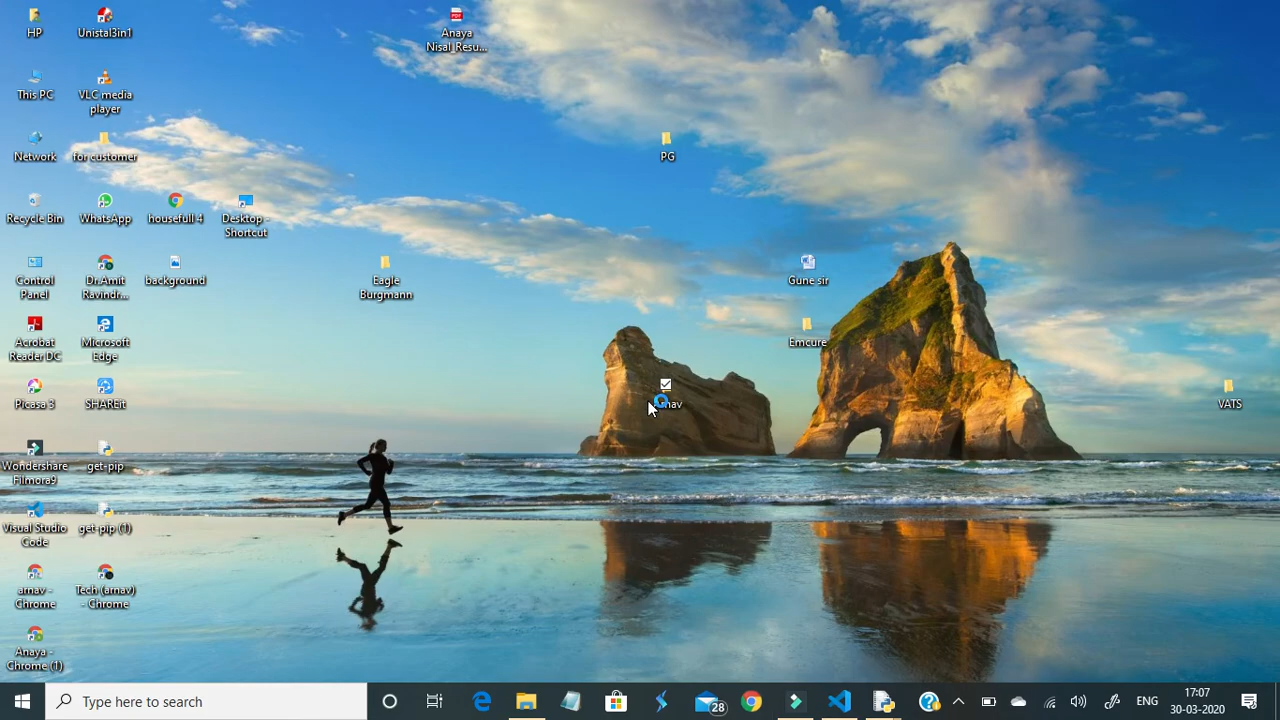 HP
Unistal3in1
Anaya
Nisal_Resu...
This PC
VLC media
player
Network
for customer
PG
Recycle Bin
WhatsApp
housefull 4
Desktop -
Shortcut
Control
Panel
Dr.Amit
Ravindr...
background
Eagle
Burgmann
Gune sir
Acrobat
Reader DC
Microsoft
Edge
Emcure
Picasa 3
SHAREit
VATS
Wondershare
Filmora9
get-pip
Visual Studio
Code
get-pip (1)
arnav -
Chrome
Tech (arnav)
- Chrome
Anaya -
Chrome (1)
Type here to search
28
ENG
17:07
30-03-2020